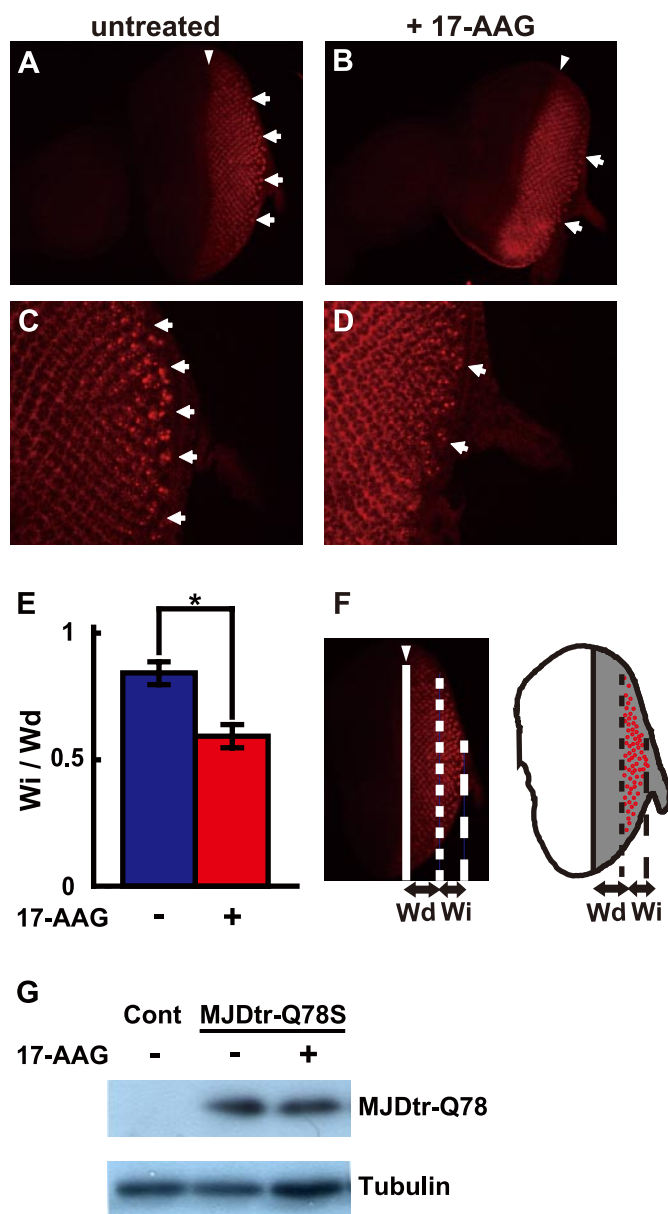 untreated + 17-AAG
A B
C D
E F
*
1
0.5
0
Wi / Wd
17-AAG - +
Wd Wi Wd Wi
G
Cont MJDtr-Q78S
17-AAG - - +
MJDtr-Q78
Tubulin